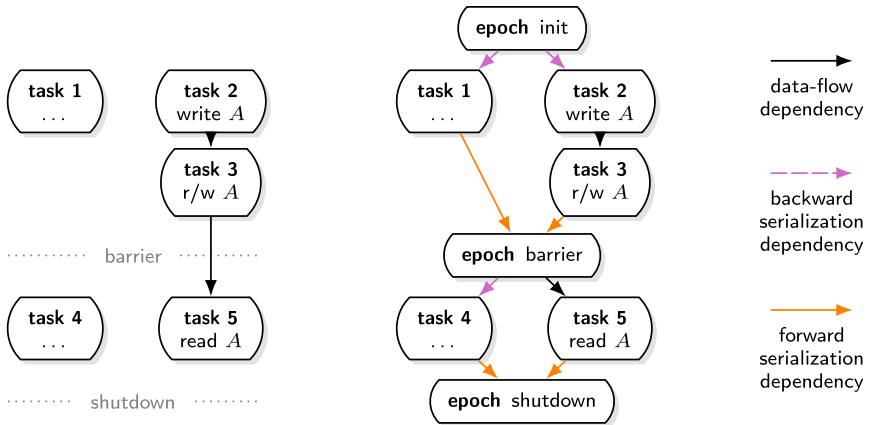 task 1
...
task 2
write A
task 3
r/w A
barrier
task 4
...
task 5
read A
shutdown
epoch init
task 1
...
task 2
write A
task 3
r/w A
epoch barrier
task 4
...
task 5
read A
epoch shutdown
data-flow
dependency
backward
serialization
dependency
forward
serialization
dependency